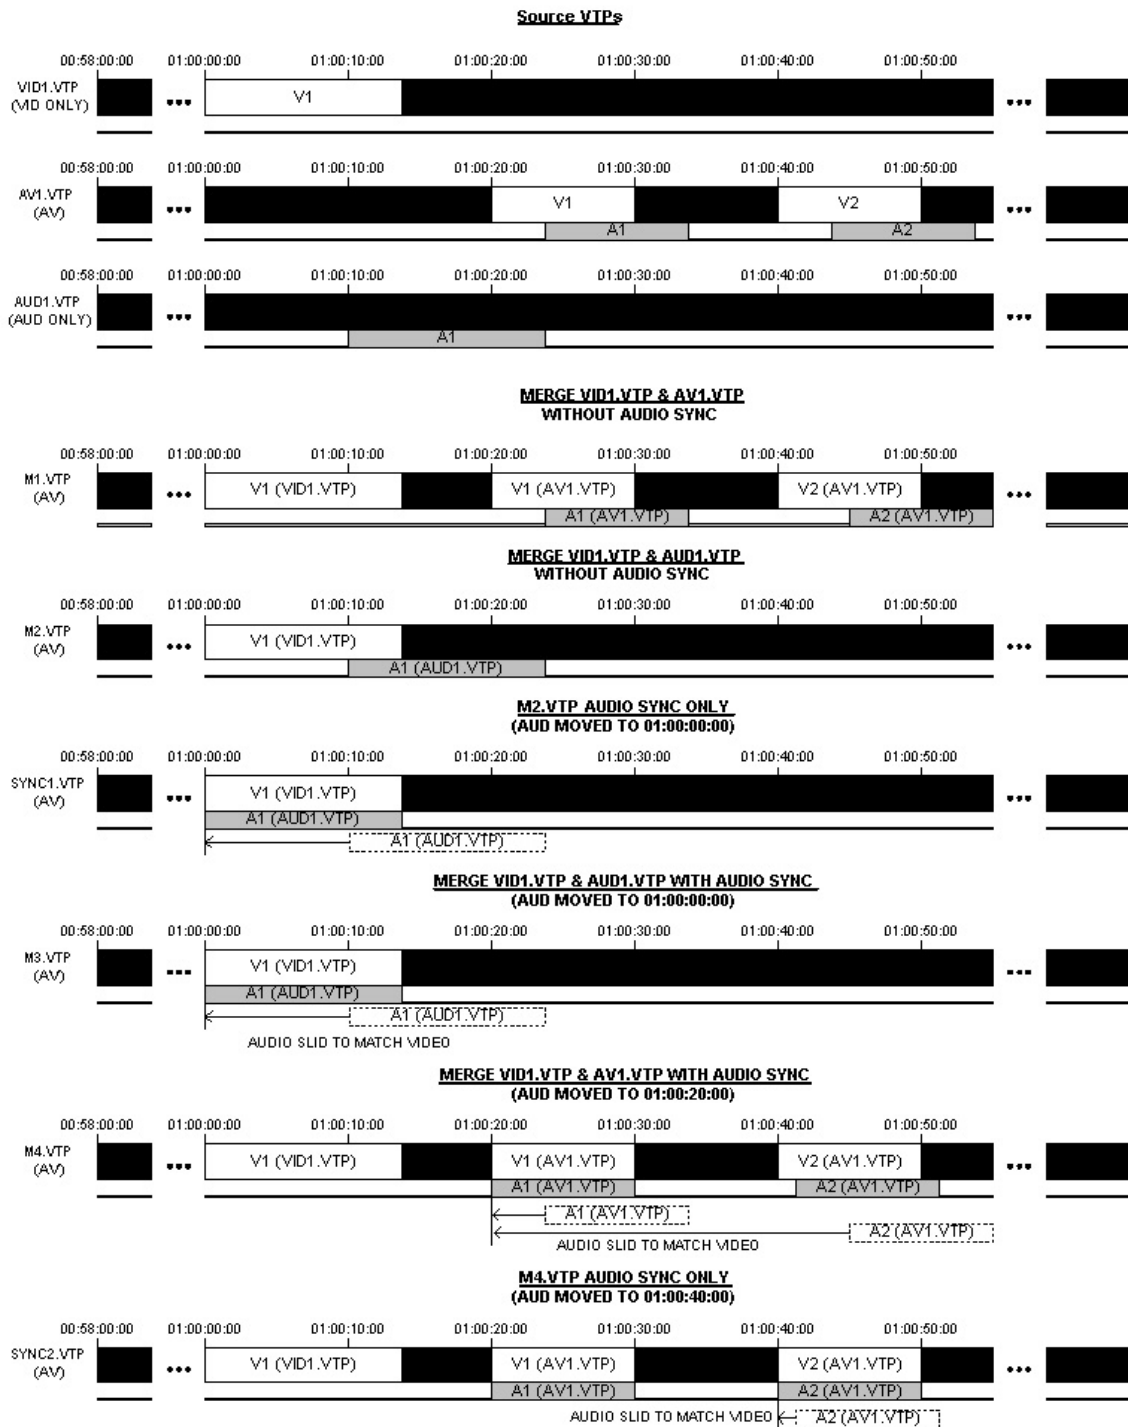 Source VTPs
00:58:00:00 01:00:00:00 01:00:10:00 01:00:20:00 01:00:30:00 01:00:40:00 01:00:50:00
VID1.VTP
(VID ONLY)
V1
00:58:00:00 01:00:00:00 01:00:10:00 01:00:20:00 01:00:30:00 01:00:40:00 01:00:50:00
AV1.VTP
(AV)
V1 V2
A1 A2
00:58:00:00 01:00:00:00 01:00:10:00 01:00:20:00 01:00:30:00 01:00:40:00 01:00:50:00
AUD1.VTP
(AUD ONLY)
A1
MERGE VID1.VTP & AV1.VTP
WITHOUT AUDIO SYNC
00:58:00:00 01:00:00:00 01:00:10:00 01:00:20:00 01:00:30:00 01:00:40:00 01:00:50:00
M1.VTP
(AV)
V1 (VID1.VTP) V1 (AV1.VTP) V2 (AV1.VTP)
A1 (AV1.VTP) A2 (AV1.VTP)
MERGE VID1.VTP & AUD1.VTP
WITHOUT AUDIO SYNC
00:58:00:00 01:00:00:00 01:00:10:00 01:00:20:00 01:00:30:00 01:00:40:00 01:00:50:00
M2.VTP
(AV)
V1 (VID1.VTP)
A1 (AUD1.VTP)
M2.VTP AUDIO SYNC ONLY
(AUD MOVED TO 01:00:00:00)
00:58:00:00 01:00:00:00 01:00:10:00 01:00:20:00 01:00:30:00 01:00:40:00 01:00:50:00
SYNC1.VTP
(AV)
V1 (VID1.VTP)
A1 (AUD1.VTP)
A1 (AUD1.VTP)
MERGE VID1.VTP & AUD1.VTP WITH AUDIO SYNC
(AUD MOVED TO 01:00:00:00)
00:58:00:00 01:00:00:00 01:00:10:00 01:00:20:00 01:00:30:00 01:00:40:00 01:00:50:00
M3.VTP
(AV)
V1 (VID1.VTP)
A1 (AUD1.VTP)
A1 (AUD1.VTP)
AUDIO SLID TO MATCH VIDEO
MERGE VID1.VTP & AV1.VTP WITH AUDIO SYNC
(AUD MOVED TO 01:00:20:00)
00:58:00:00 01:00:00:00 01:00:10:00 01:00:20:00 01:00:30:00 01:00:40:00 01:00:50:00
M4.VTP
(AV)
V1 (VID1.VTP) V1 (AV1.VTP) V2 (AV1.VTP)
A1 (AV1.VTP) A2 (AV1.VTP)
A1 (AV1.VTP)
A2 (AV1.VTP)
AUDIO SLID TO MATCH VIDEO
M4.VTP AUDIO SYNC ONLY
(AUD MOVED TO 01:00:40:00)
00:58:00:00 01:00:00:00 01:00:10:00 01:00:20:00 01:00:30:00 01:00:40:00 01:00:50:00
SYNC2.VTP
(AV)
V1 (VID1.VTP) V1 (AV1.VTP) V2 (AV1.VTP)
A1 (AV1.VTP) A2 (AV1.VTP)
AUDIO SLID TO MATCH VIDEO A2 (AV1.VTP)